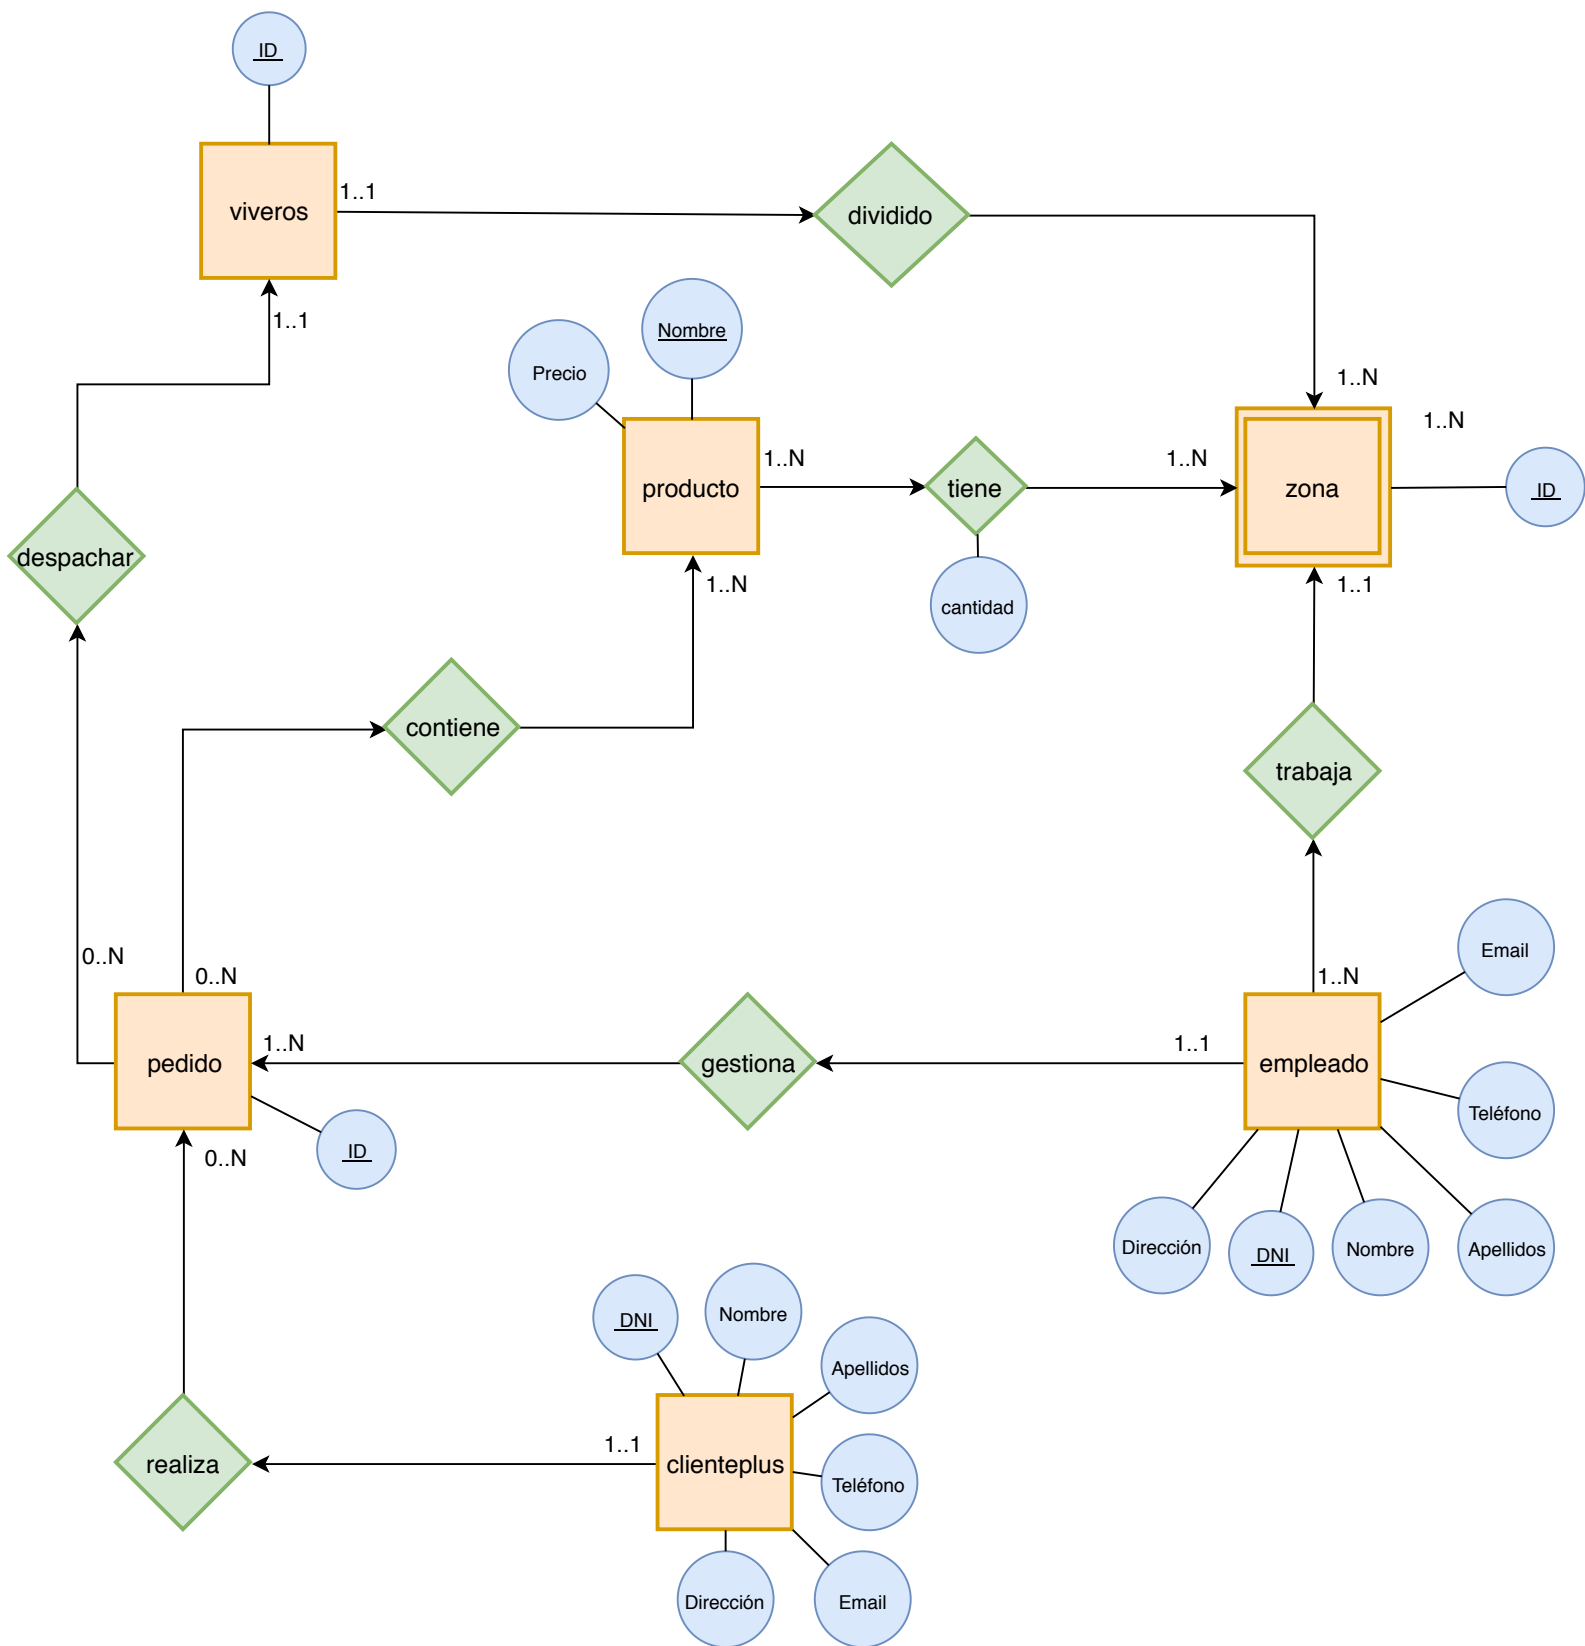 ID
viveros
1..1
dividido
1..1
Nombre
Precio
1..N
1..N
producto
1..N
tiene
1..N
zona
ID
despachar
1..N
cantidad
1..1
contiene
trabaja
Email
0..N
0..N
1..N
pedido
1..N
gestiona
1..1
empleado
Teléfono
0..N
ID
Dirección
DNI
Nombre
Apellidos
DNI
Nombre
Apellidos
realiza
1..1
clienteplus
Teléfono
Dirección
Email